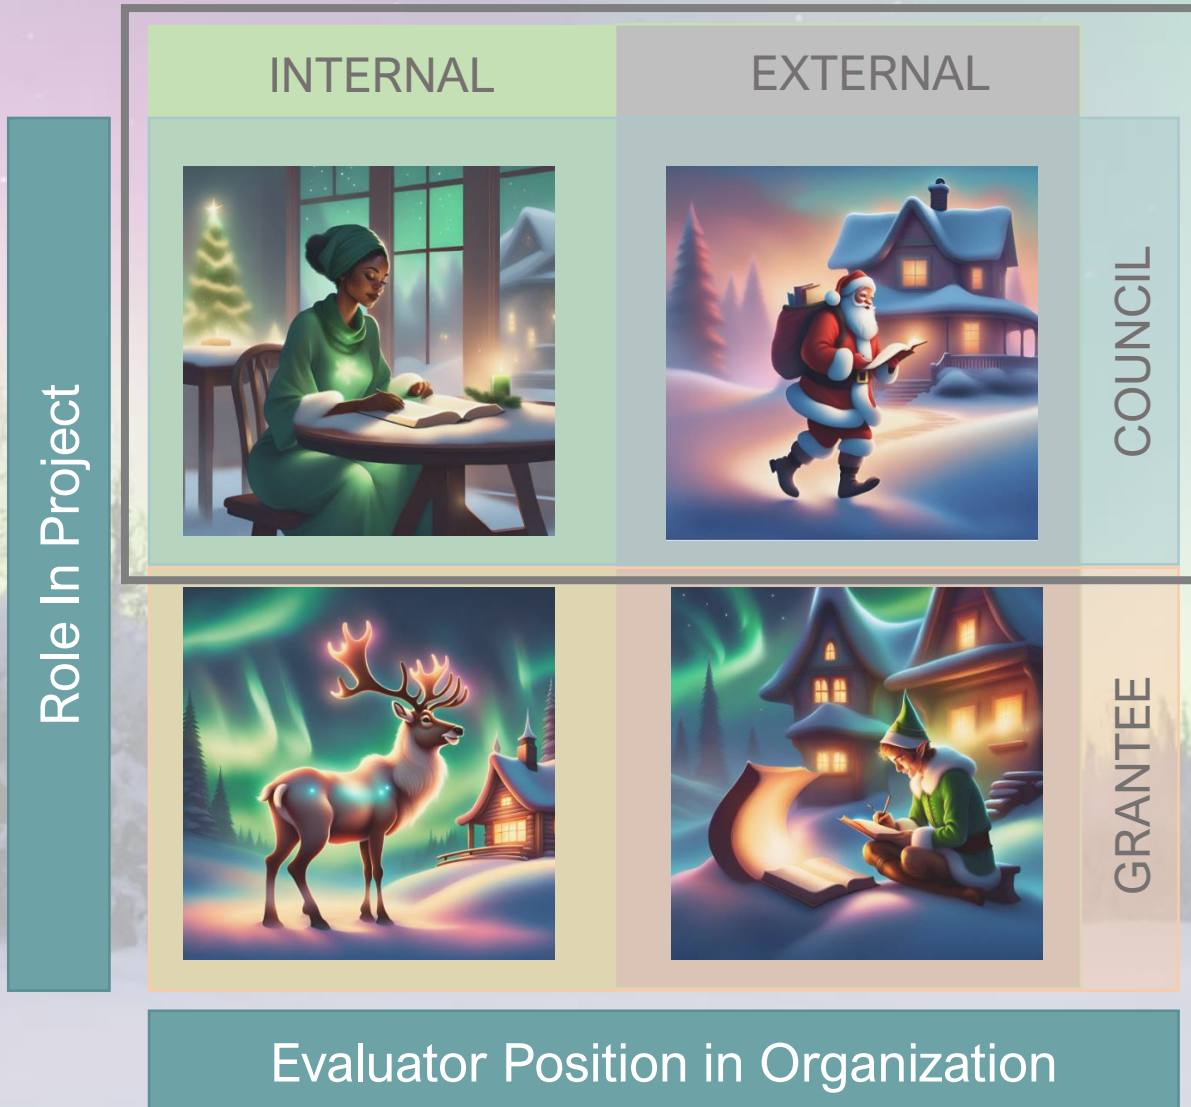 INTERNAL
EXTERNAL
COUNCIL
Role In Project
GRANTEE
Evaluator Position in Organization